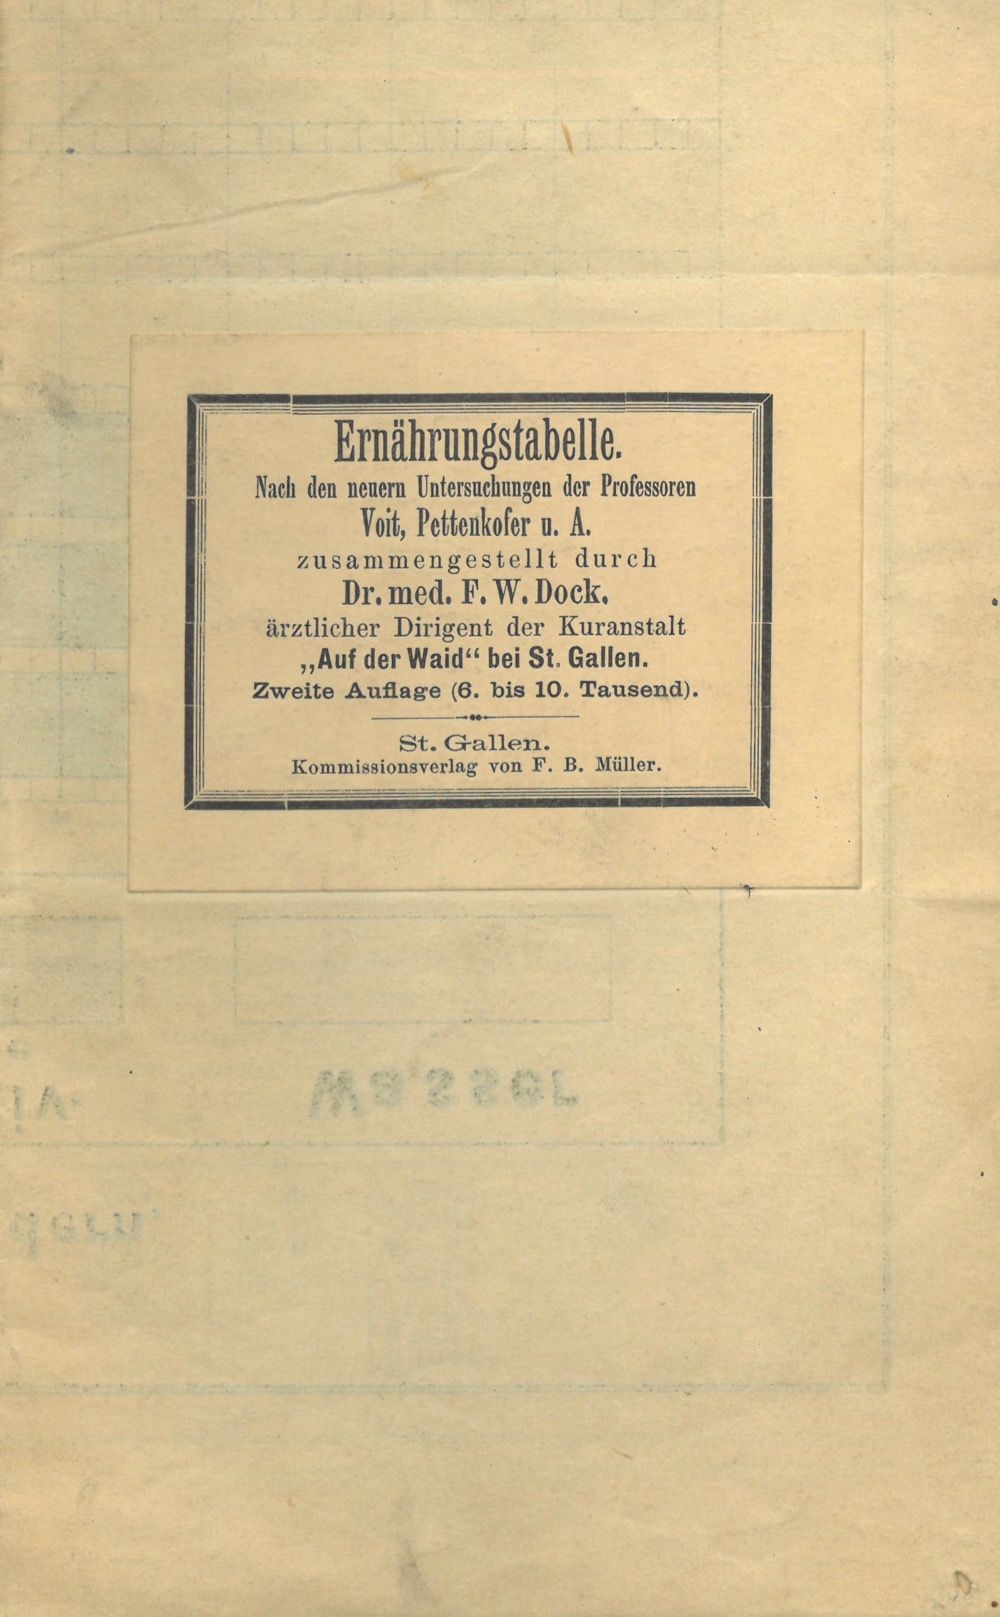 Ernährungstabelle.
Nach den neuern Untersuchungen der Professoren
Voit, Pettenkofer u. A.
zusammengestellt durch
Dr. med. F. W. Dock,
ärztlicher Dirigent der Kuranstalt
„Auf der Waid“ bei St. Gallen.
Zweite Auflage (6. bis 10. Tausend).
St. Gallen.
Kommissionsverlag von F. B. Müller.
Wasser